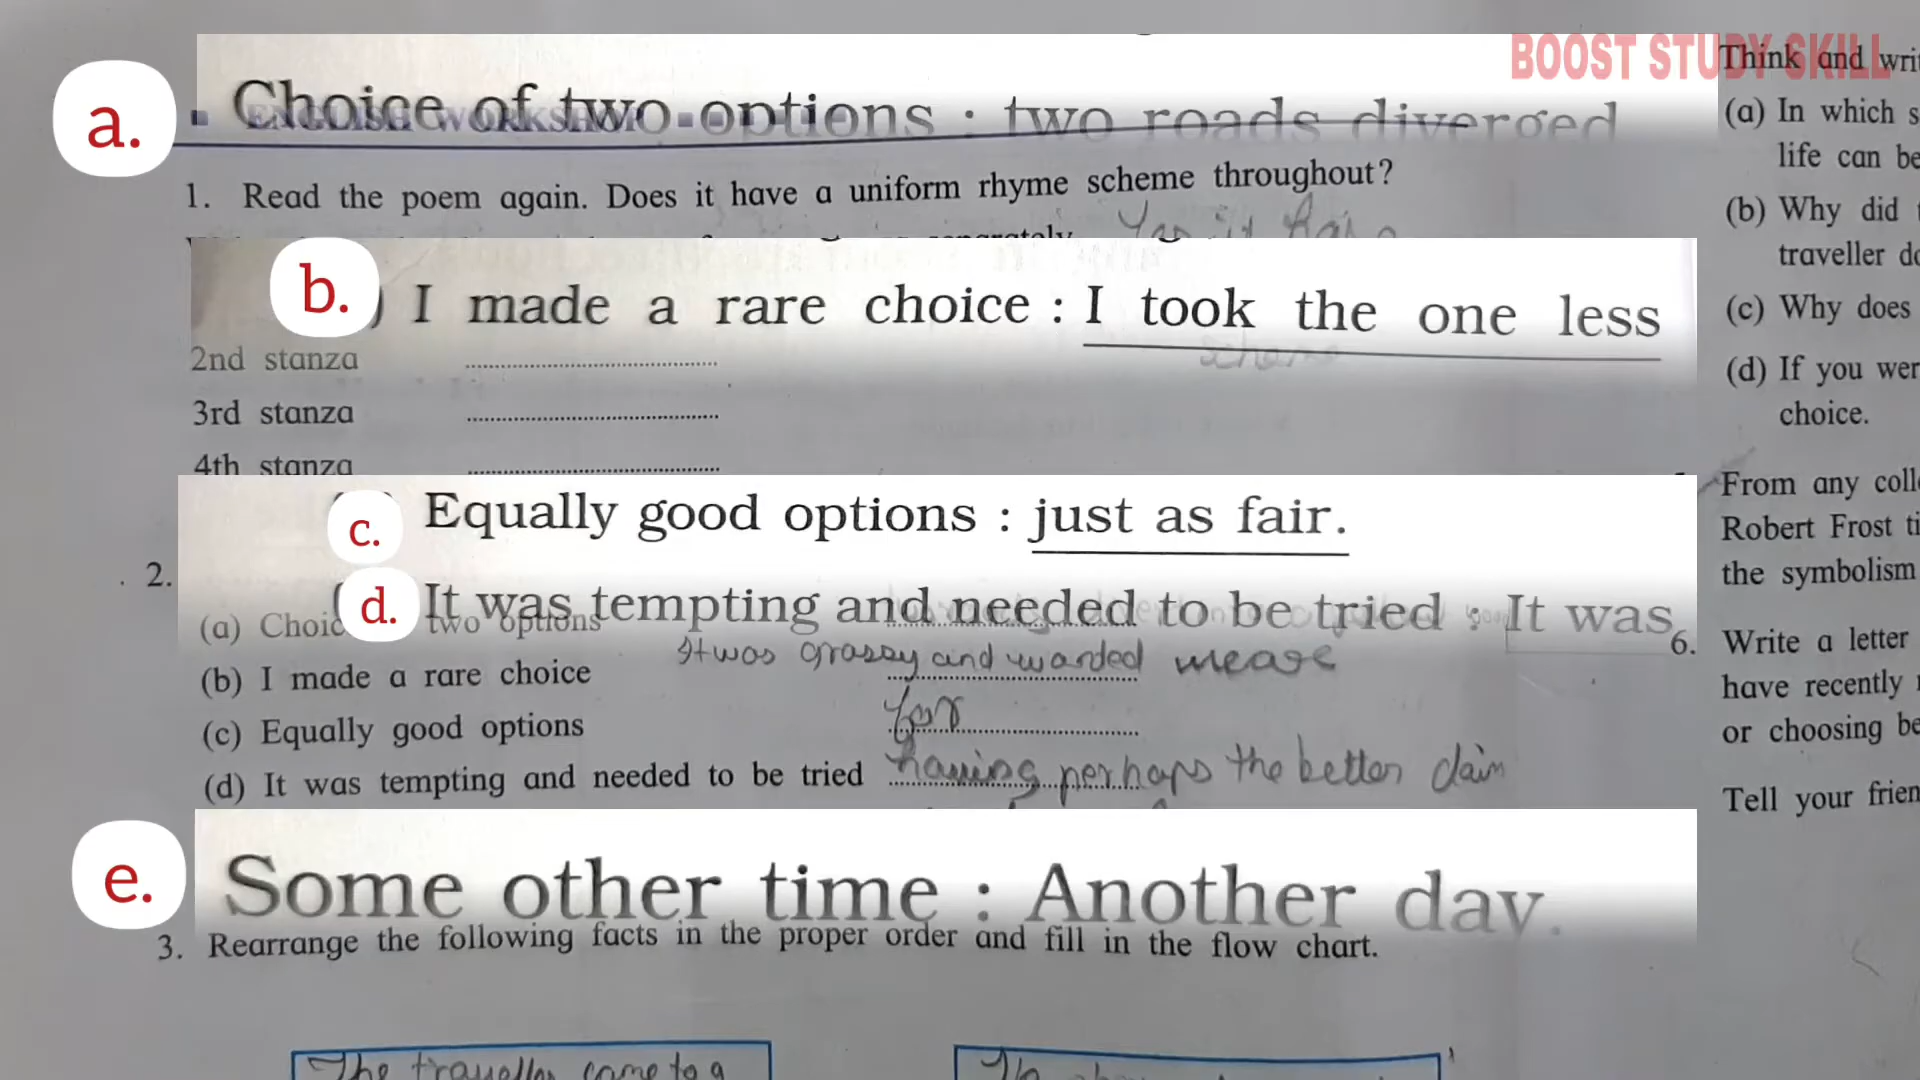 BOOST STUDY SKILL
a. Choice of two options : two roads diverged
1. Read the poem again. Does it have a uniform rhyme scheme throughout?
Yes it has a
b. ) I made a rare choice : I took the one less
2nd stanza
3rd stanza
4th stanza
c. Equally good options : just as fair.
2.
d. It was tempting and needed to be tried : It was
(a) Choic two options
It was grassy and wanded weare
(b) I made a rare choice
(c) Equally good options
for
(d) It was tempting and needed to be tried having perhaps the better claim
e. Some other time : Another day.
3. Rearrange the following facts in the proper order and fill in the flow chart.
The traveller came to a
Think and wri
(a) In which s
life can be
(b) Why did
traveller do
(c) Why does
(d) If you wer
choice.
From any coll
Robert Frost ti
the symbolism
6. Write a letter
have recently
or choosing be
Tell your frien